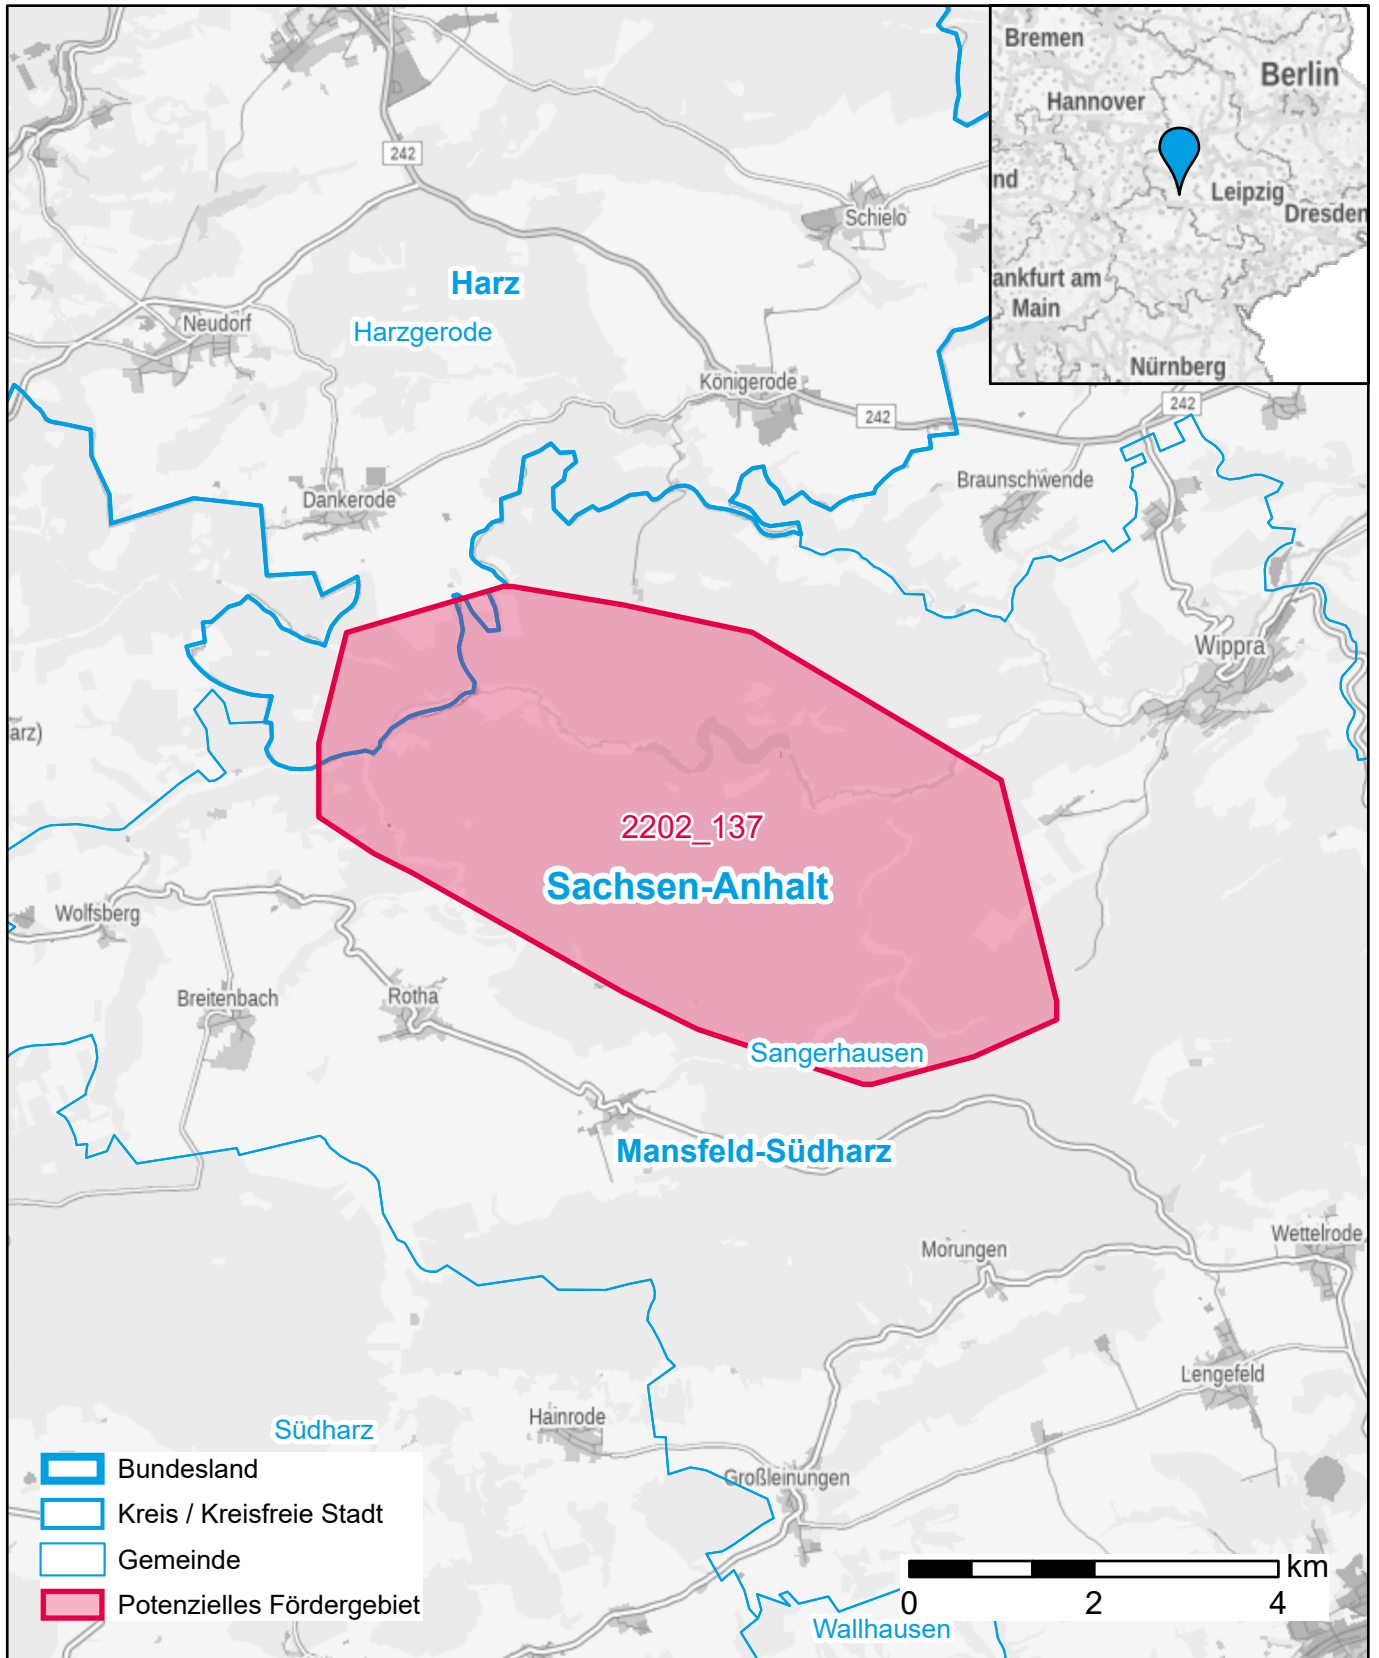 Bremen
Berlin
Hannover
nd
Leipzig
Dresden
ankfurt am
Main
Nürnberg
242
Schielo
Harz
Harzgerode
Neudorf
Königerode
242
242
Braunschwende
Dankerode
Wippra
arz)
2202_137
Sachsen-Anhalt
Wolfsberg
Breitenbach
Rotha
Sangerhausen
Mansfeld-Südharz
Morungen
Wettelrode
Lengefeld
Hainrode
Südharz
Großleinungen
Bundesland
Kreis / Kreisfreie Stadt
Gemeinde
Potenzielles Fördergebiet
km
0 2 4
Wallhausen